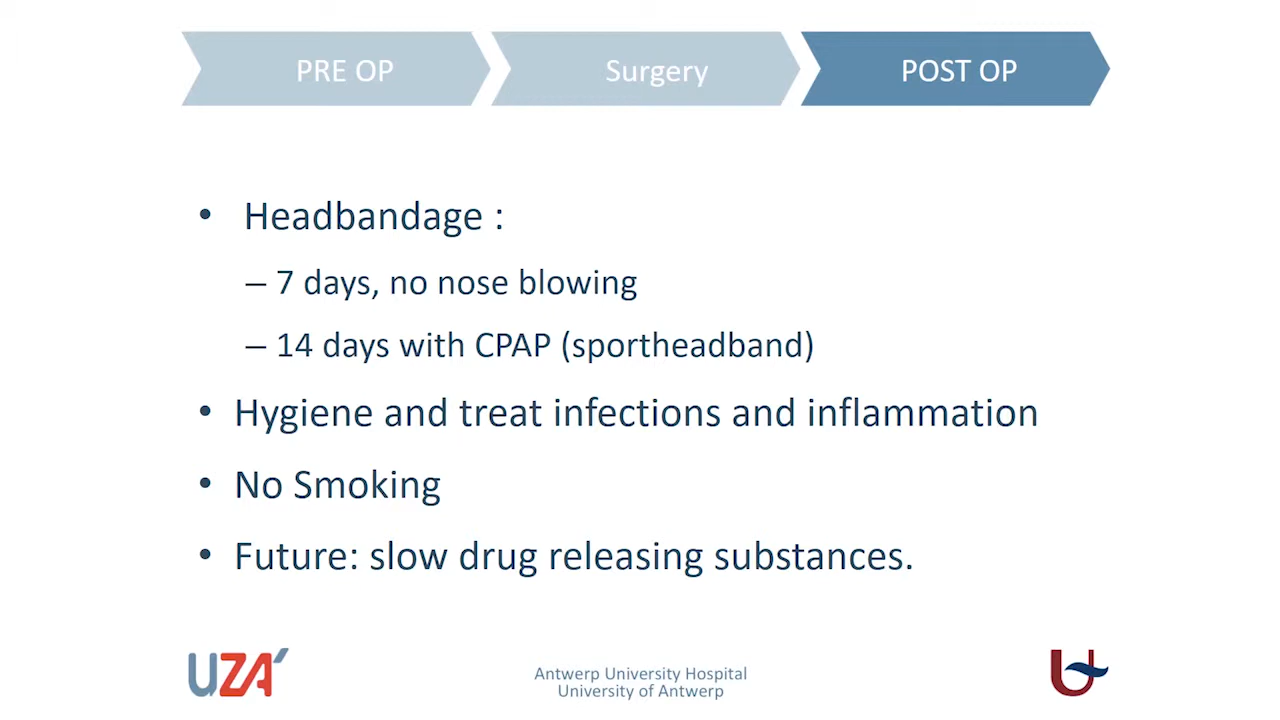 PRE OP
Surgery
POST OP
• Headbandage :
– 7 days, no nose blowing
– 14 days with CPAP (sportheadband)
• Hygiene and treat infections and inflammation
• No Smoking
• Future: slow drug releasing substances.
UZA'
Antwerp University Hospital
University of Antwerp